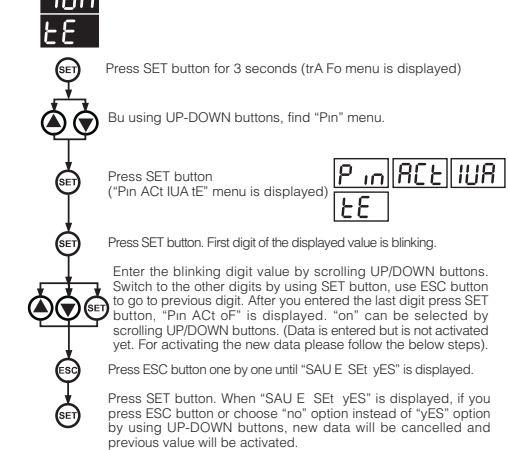 tE
SET
Press SET button for 3 seconds (trA Fo menu is displayed)
Bu using UP-DOWN buttons, find "Pın" menu.
SET
Press SET button
("Pın ACt IUA tE" menu is displayed)
P ın ACt IUA
tE
SET
Press SET button. First digit of the displayed value is blinking.
SET
Enter the blinking digit value by scrolling UP/DOWN buttons.
Switch to the other digits by using SET button, use ESC button
to go to previous digit. After you entered the last digit press SET
button, "Pın ACt oF" is displayed. "on" can be selected by
scrolling UP/DOWN buttons. (Data is entered but is not activated
yet. For activating the new data please follow the below steps).
ESC
Press ESC button one by one until "SAU E SEt yES" is displayed.
SET
Press SET button. When "SAU E SEt yES" is displayed, if you
press ESC button or choose "no" option instead of "yES" option
by using UP-DOWN buttons, new data will be cancelled and
previous value will be activated.